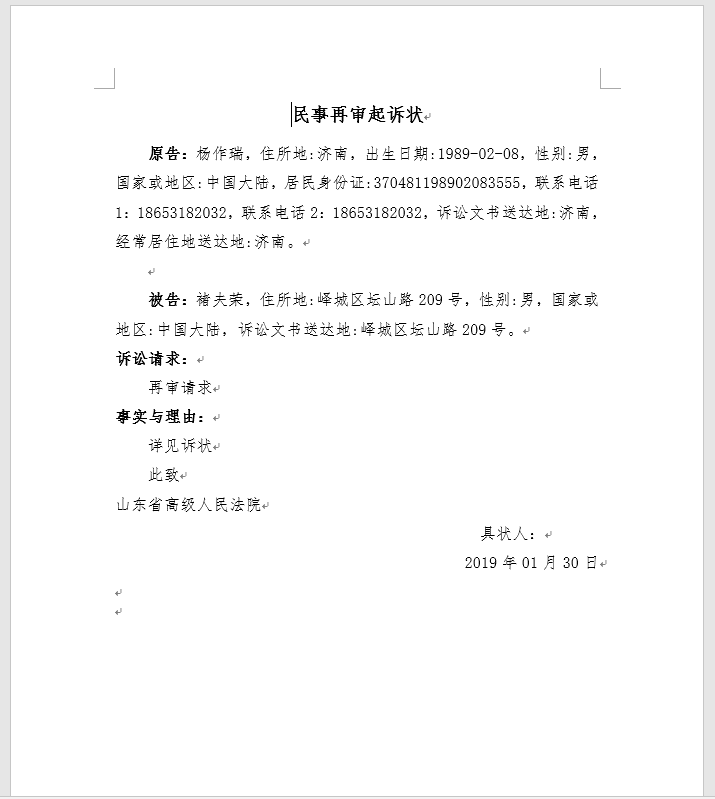 民事再审起诉状
原告：杨作瑞，住所地:济南，出生日期:1989-02-08，性别:男，
国家或地区:中国大陆，居民身份证:370481198902083555，联系电话
1：18653182032，联系电话 2：18653182032，诉讼文书送达地:济南，
经常居住地送达地:济南。
被告：褚夫荣，住所地:峄城区坛山路 209 号，性别:男，国家或
地区:中国大陆，诉讼文书送达地:峄城区坛山路 209 号。
诉讼请求：
再审请求
事实与理由：
详见诉状
此致
山东省高级人民法院
具状人：
2019 年 01 月 30 日